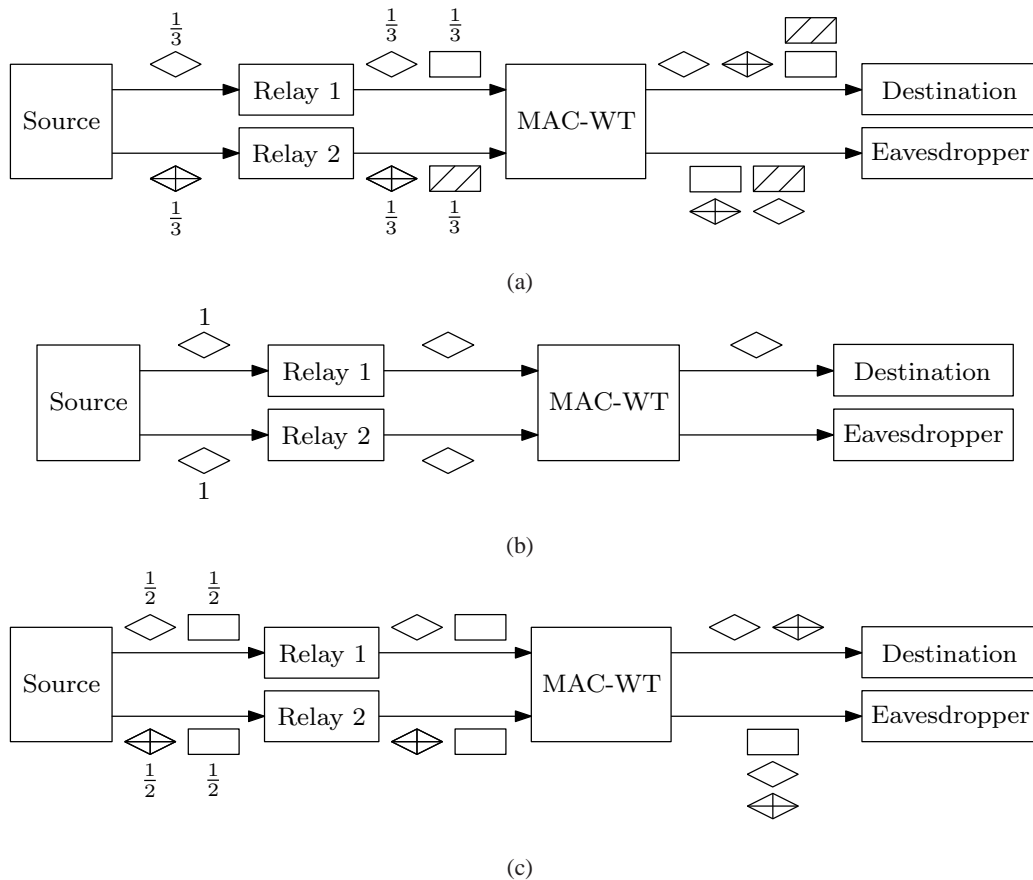 1/3 1/3 1/3
Source Relay 1 MAC-WT Destination
Relay 2 Eavesdropper
1/3 1/3 1/3
(a)
1
Source Relay 1 MAC-WT Destination
Relay 2 Eavesdropper
1
(b)
1/2 1/2
Source Relay 1 MAC-WT Destination
Relay 2 Eavesdropper
1/2 1/2
(c)